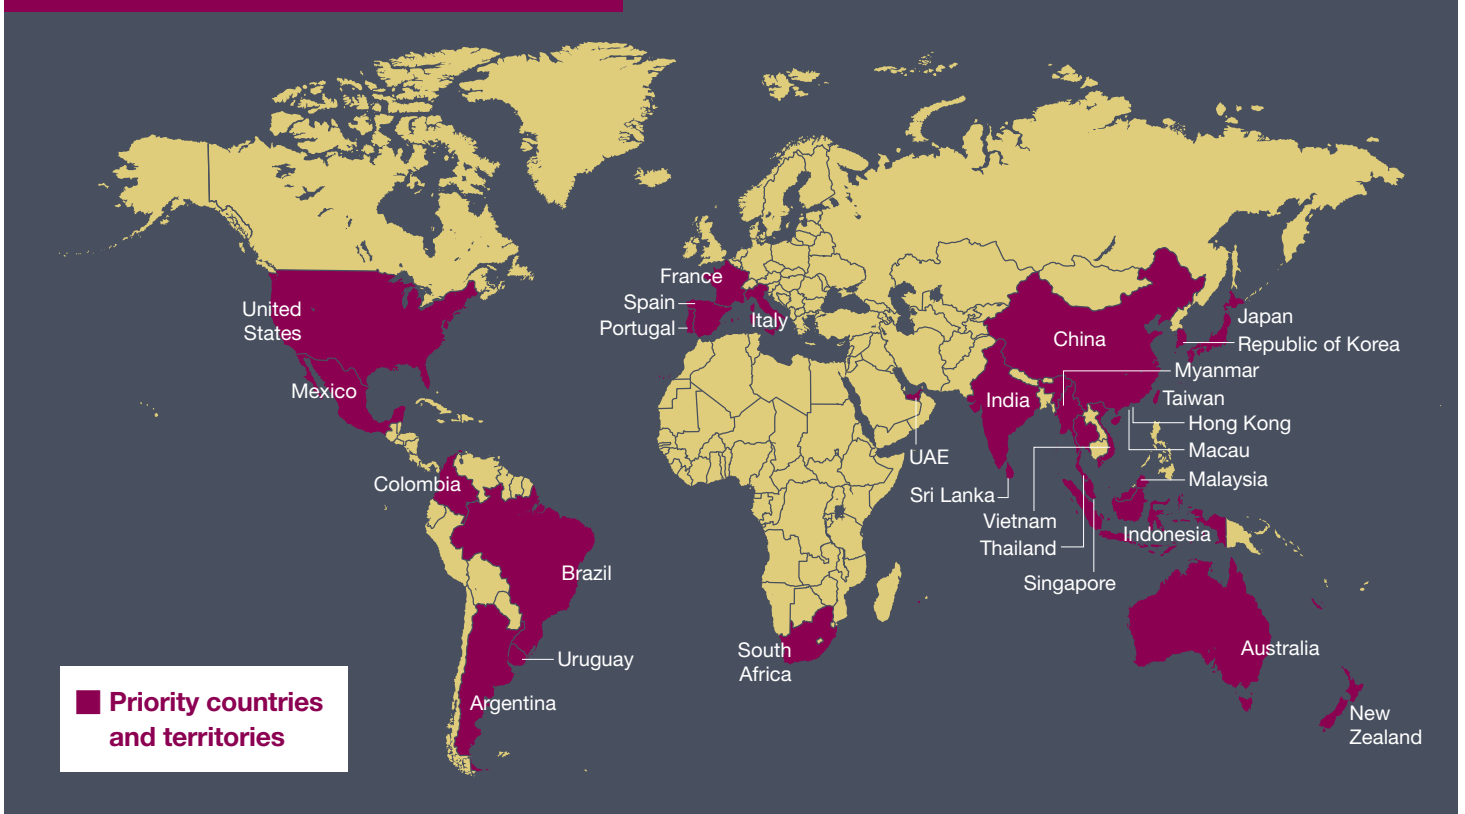 France
Spain
Portugal
Italy
United
States
Mexico
Japan
Republic of Korea
China
Myanmar
Taiwan
India
Hong Kong
Macau
UAE
Malaysia
Colombia
Sri Lanka
Vietnam
Indonesia
Thailand
Singapore
Brazil
Uruguay
South
Africa
Australia
Argentina
New
Zealand
Priority countries
and territories